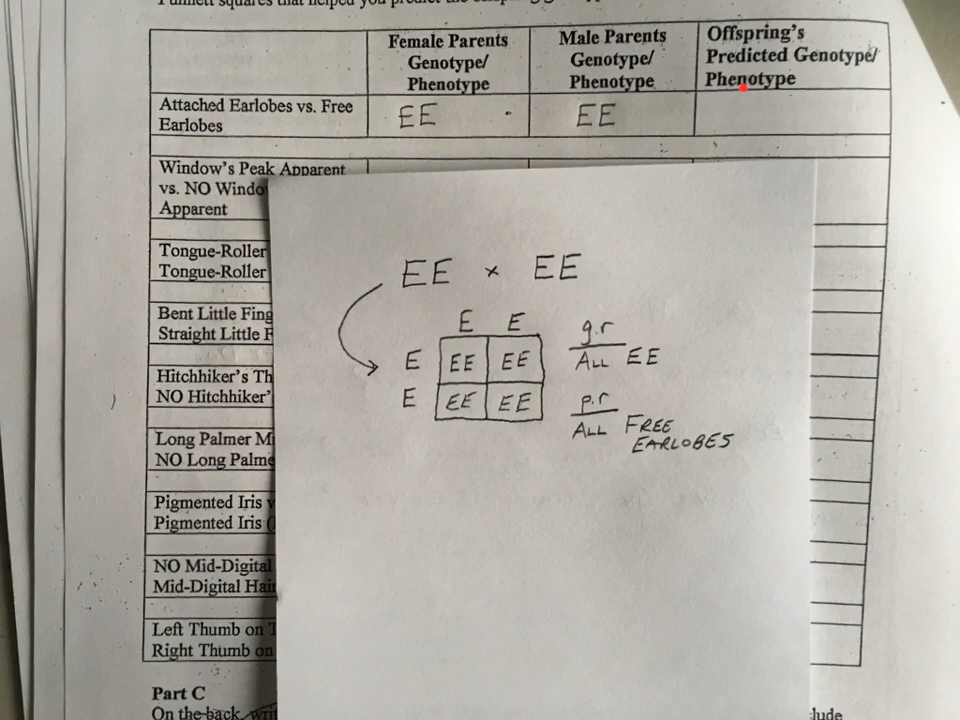 Punnett squares that helped you predict the offspring
Female Parents Genotype/ Phenotype
Male Parents Genotype/ Phenotype
Offspring's Predicted Genotype/ Phenotype
Attached Earlobes vs. Free Earlobes
EE
EE
Window's Peak Apparent
vs. NO Windo
Apparent
Tongue-Roller
Tongue-Roller
Bent Little Fing
Straight Little F
Hitchhiker's Th
NO Hitchhiker'
Long Palmer M
NO Long Palme
Pigmented Iris v
Pigmented Iris (
NO Mid-Digital
Mid-Digital Hai
Left Thumb on T
Right Thumb on
EE x EE
E E
E EE EE
E EE EE
g.r
ALL EE
p.r
ALL FREE
EARLOBES
Part C
On the back, writ
lude